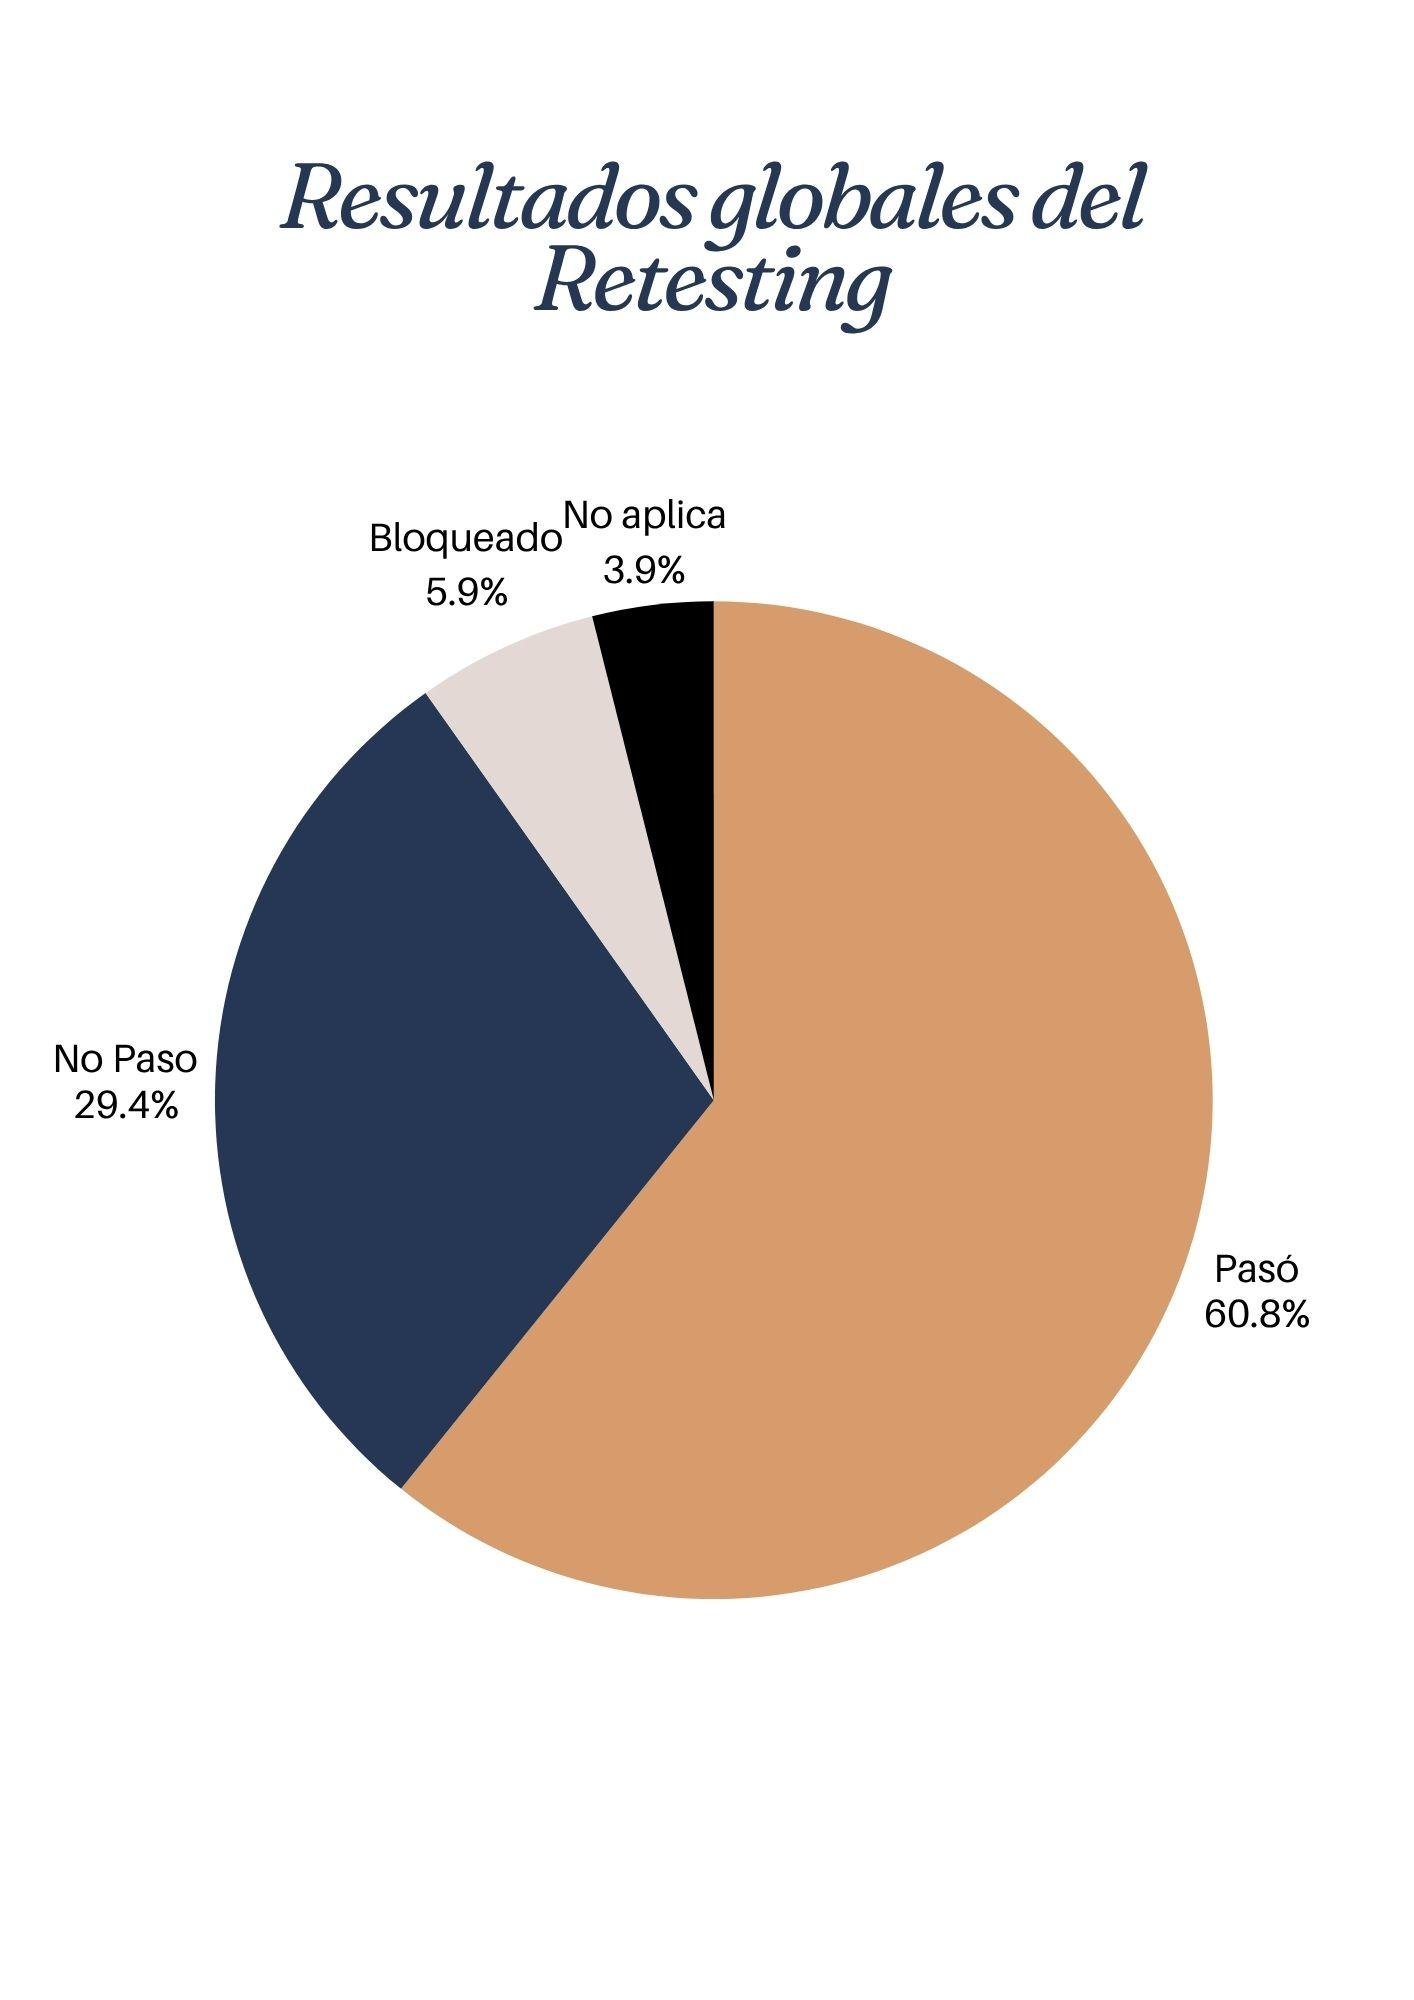 Resultados globales del
Retesting
No aplica
Bloqueado
3.9%
5.9%
No Paso
29.4%
Pasó
60.8%